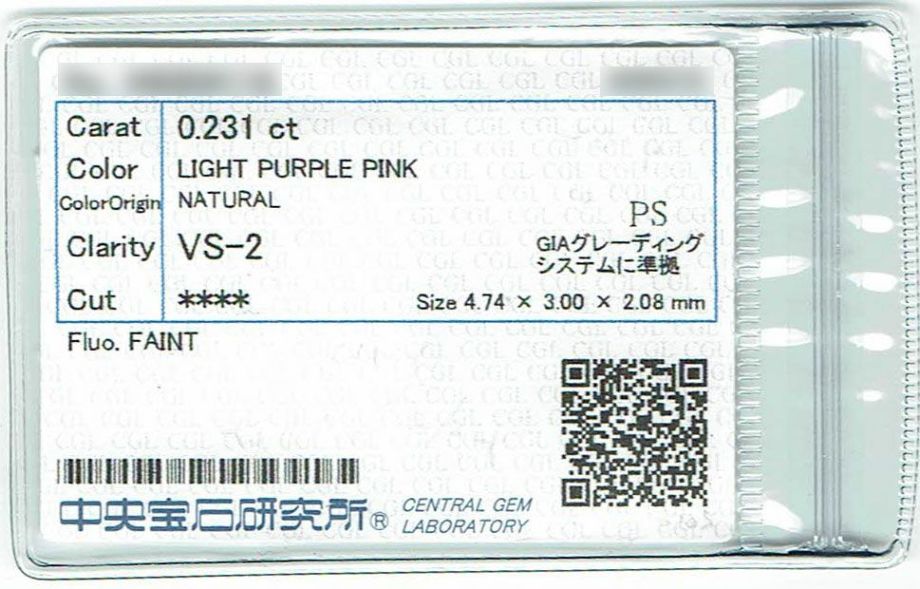 Carat 0.231 ct
Color LIGHT PURPLE PINK
ColorOrigin NATURAL
PS
Clarity VS-2
GIAグレーディング
システムに準拠
Cut ****
Size 4.74 × 3.00 × 2.08 mm
Fluo. FAINT
中央宝石研究所® CENTRAL GEM
LABORATORY